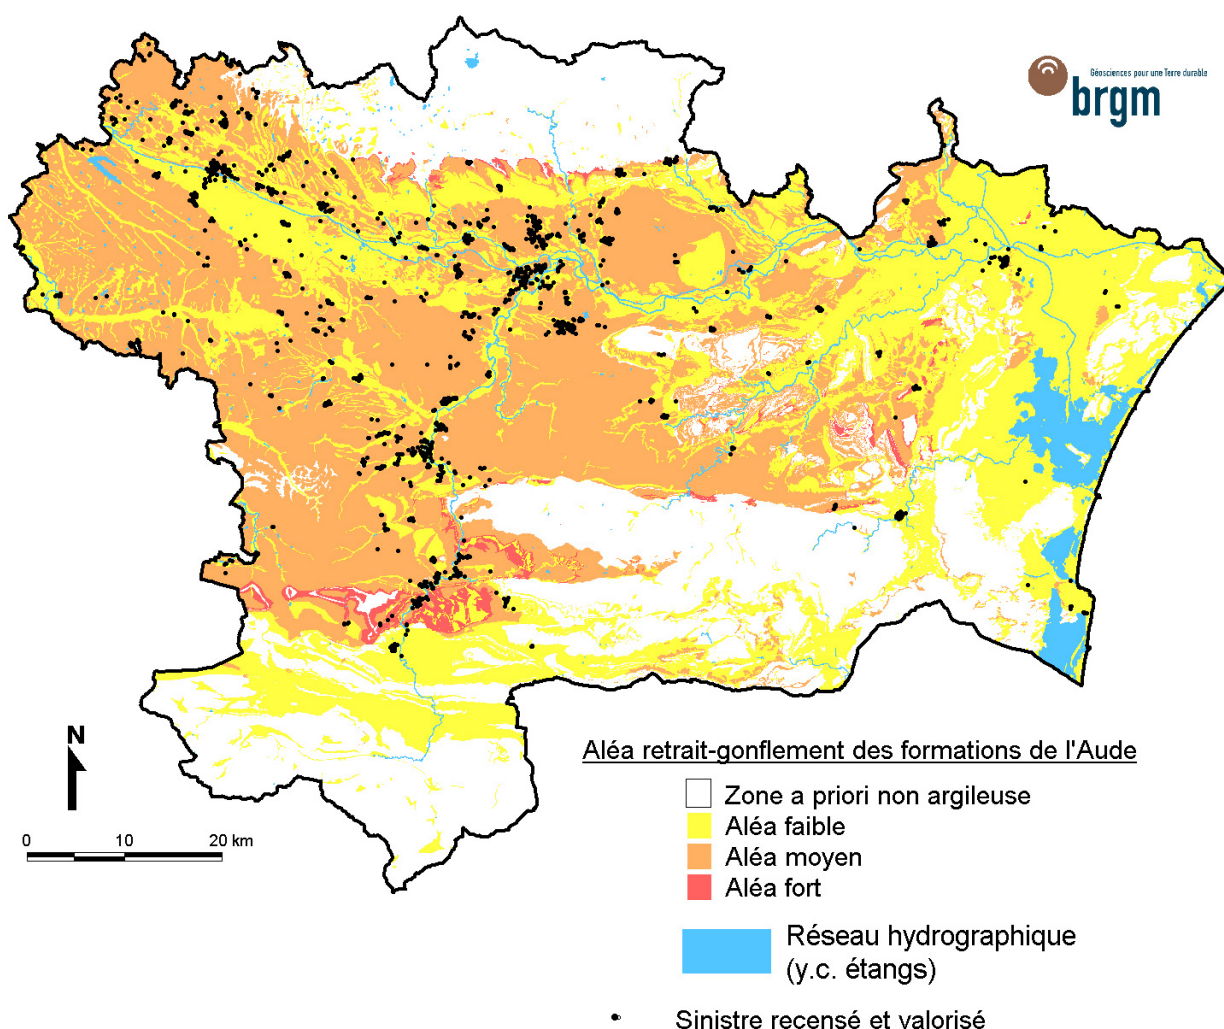 Géosciences pour une Terre durable
brgm
N
0 10 20 km
Aléa retrait-gonflement des formations de l'Aude
Zone a priori non argileuse
Aléa faible
Aléa moyen
Aléa fort
Réseau hydrographique
(y.c. étangs)
Sinistre recensé et valorisé